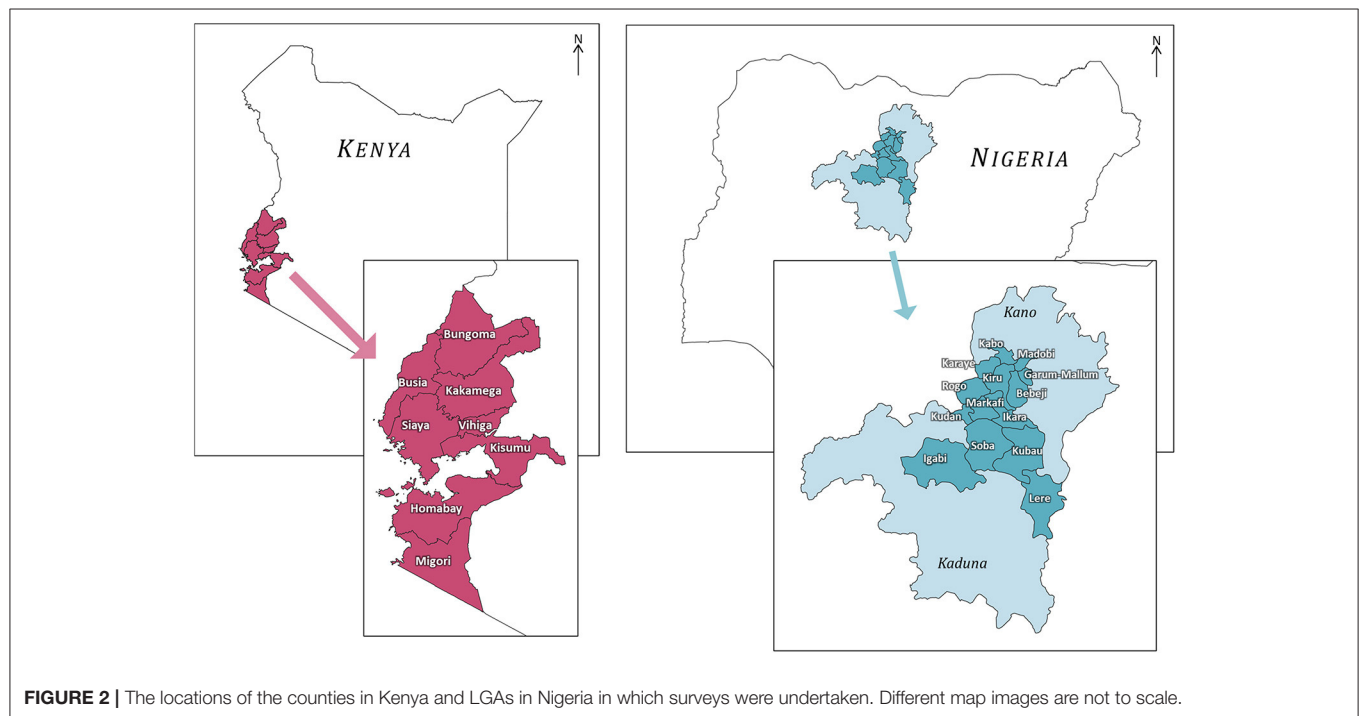 N
KENYA
Bungoma
Busia
Kakamega
Siaya
Vihiga
Kisumu
Homabay
Migori
N
NIGERIA
Kano
Kabo
Madobi
Karaye
Kiru
Garum-Mallum
Rogo
Bebeji
Markafi
Kudan
Ikara
Soba
Kubau
Igabi
Lere
Kaduna
FIGURE 2 | The locations of the counties in Kenya and LGAs in Nigeria in which surveys were undertaken. Different map images are not to scale.